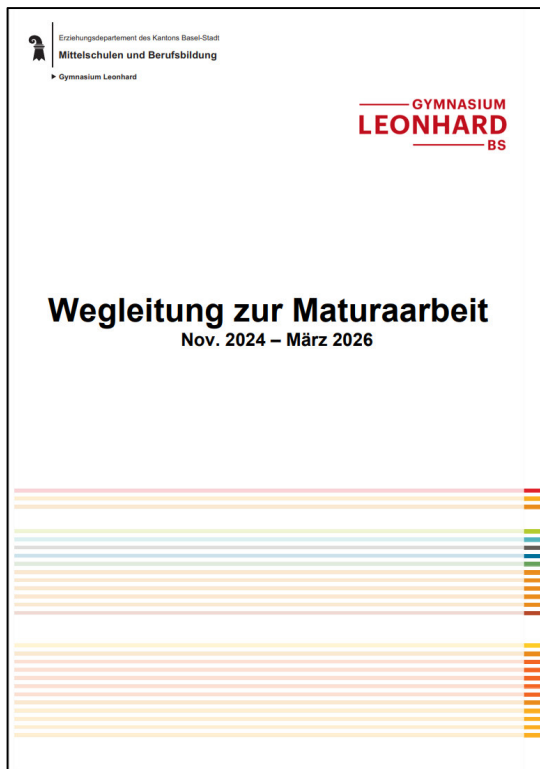 Erziehungsdepartement des Kantons Basel-Stadt
Mittelschulen und Berufsbildung
▶ Gymnasium Leonhard
GYMNASIUM
LEONHARD
BS
Wegleitung zur Maturaarbeit
Nov. 2024 – März 2026